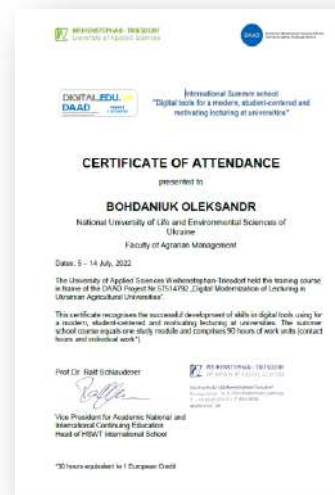 WEIHENSTEPHAN · TRIESDORF
University of Applied Sciences
DAAD
DIGITAL.EDU.
DAAD
International Summer school
"Digital tools for a modern, student-centered and
motivating lecturing at universities"
CERTIFICATE OF ATTENDANCE
presented to
BOHDANIUK OLEKSANDR
National University of Life and Environmental Sciences of
Ukraine
Faculty of Agrarian Management
Dates: 5 – 14 July, 2022
The University of Applied Sciences Weihenstephan-Triesdorf held the training course
in frame of the DAAD Project Nr 57514792 „Digital Modernization of Lecturing in
Ukrainian Agricultural Universities".
This certificate recognises the successful development of skills in digital tools using for
a modern, student-centered and motivating lecturing at universities. The summer
school course equals one study module and comprises 90 hours of work units (contact
hours and individual work*)
Prof. Dr. Ralf Schlauderer
WEIHENSTEPHAN · TRIESDORF
Vice President for Academic National and
International Continuing Education
Head of HSWT International School
*30 hours equivalent to 1 European Credit